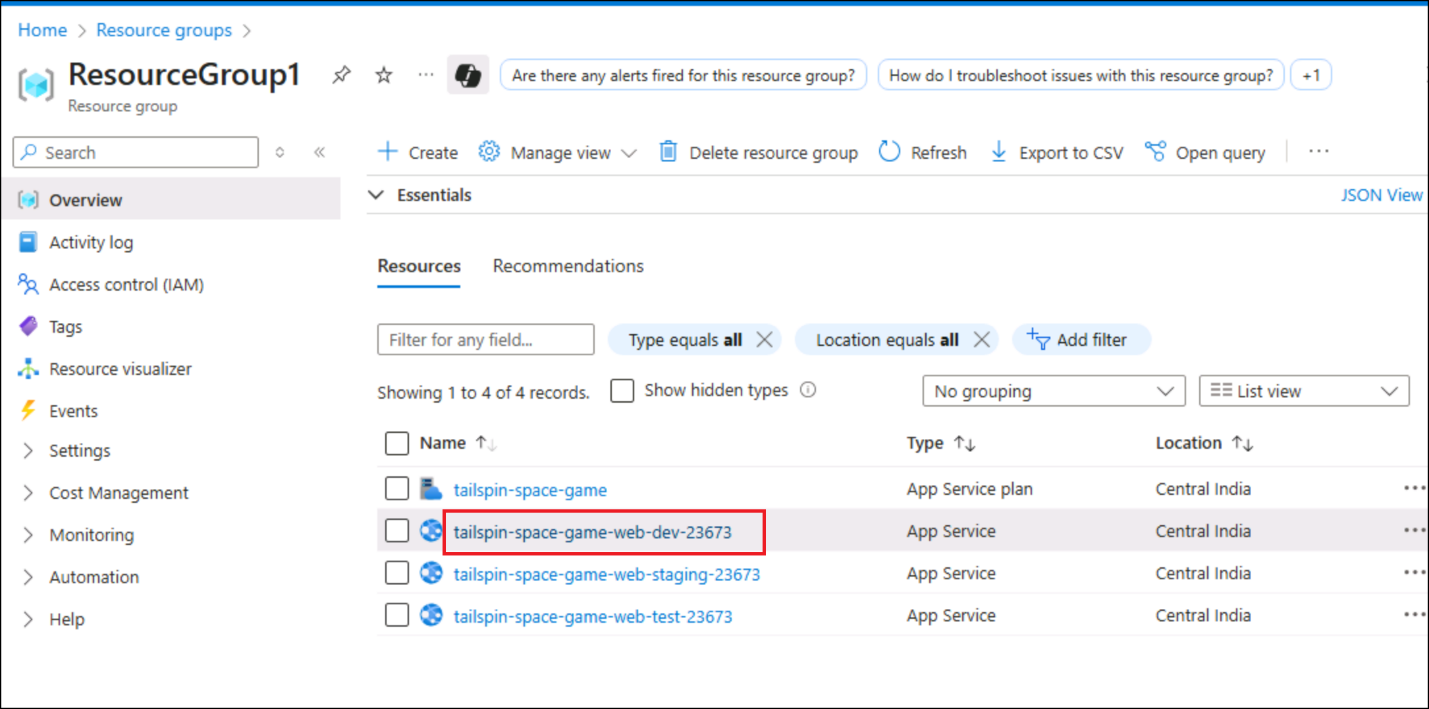 Home > Resource groups >
ResourceGroup1
Resource group
Are there any alerts fired for this resource group?
How do I troubleshoot issues with this resource group?
+1
Search
Overview
Activity log
Access control (IAM)
Tags
Resource visualizer
Events
Settings
Cost Management
Monitoring
Automation
Help
Create Manage view Delete resource group Refresh Export to CSV Open query
Essentials JSON View
Resources Recommendations
Filter for any field... Type equals all Location equals all Add filter
Showing 1 to 4 of 4 records. Show hidden types No grouping List view
Name Type Location
tailspin-space-game App Service plan Central India
tailspin-space-game-web-dev-23673 App Service Central India
tailspin-space-game-web-staging-23673 App Service Central India
tailspin-space-game-web-test-23673 App Service Central India